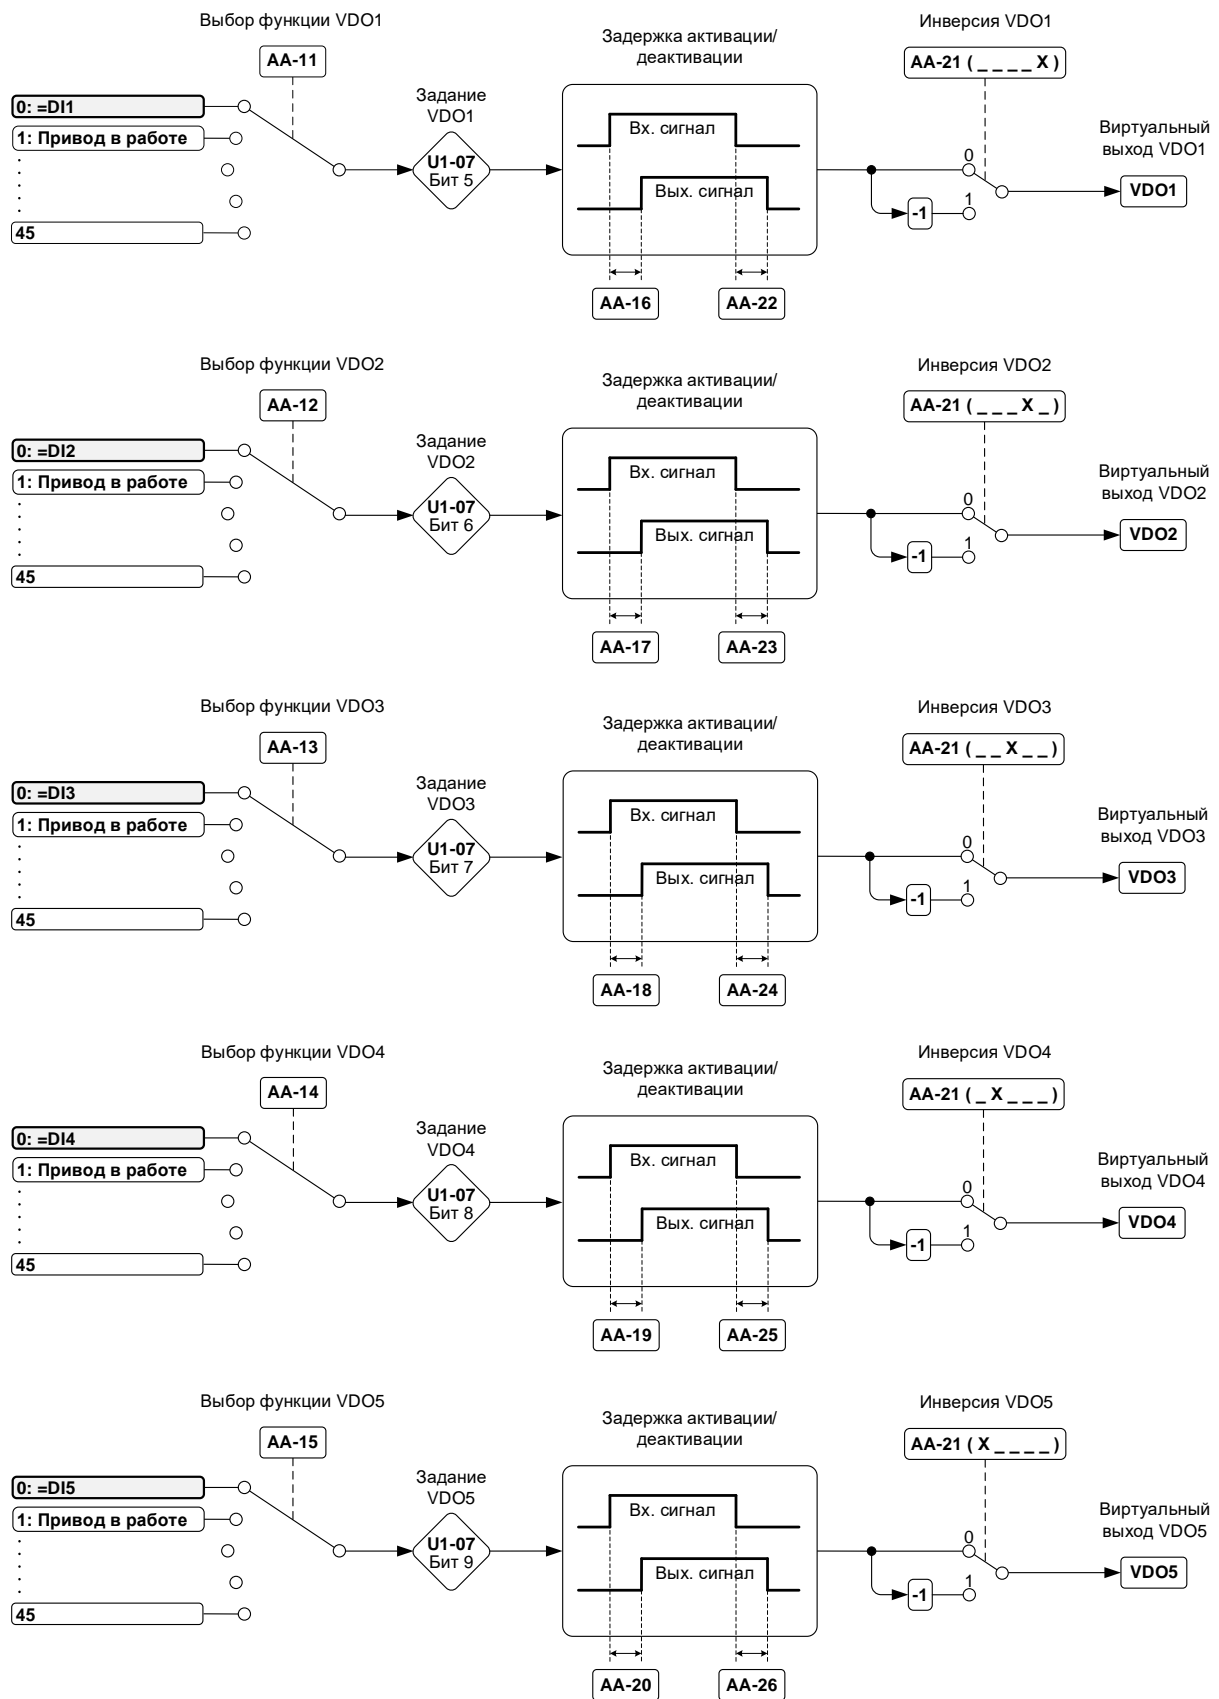 Выбор функции VDO1
Инверсия VDO1
Задержка активации/
деактивации
AA-11
AA-21 ( _ _ _ _ X )
Задание
VDO1
0: =DI1
1: Привод в работе
45
U1-07
Бит 5
Вх. сигнал
Вых. сигнал
AA-16
AA-22
0
1
-1
Виртуальный
выход VDO1
VDO1
Выбор функции VDO2
Инверсия VDO2
Задержка активации/
деактивации
AA-12
AA-21 ( _ _ _ X _ )
Задание
VDO2
0: =DI2
1: Привод в работе
45
U1-07
Бит 6
Вх. сигнал
Вых. сигнал
AA-17
AA-23
0
1
-1
Виртуальный
выход VDO2
VDO2
Выбор функции VDO3
Инверсия VDO3
Задержка активации/
деактивации
AA-13
AA-21 ( _ _ X _ _ )
Задание
VDO3
0: =DI3
1: Привод в работе
45
U1-07
Бит 7
Вх. сигнал
Вых. сигнал
AA-18
AA-24
0
1
-1
Виртуальный
выход VDO3
VDO3
Выбор функции VDO4
Инверсия VDO4
Задержка активации/
деактивации
AA-14
AA-21 ( _ X _ _ _ )
Задание
VDO4
0: =DI4
1: Привод в работе
45
U1-07
Бит 8
Вх. сигнал
Вых. сигнал
AA-19
AA-25
0
1
-1
Виртуальный
выход VDO4
VDO4
Выбор функции VDO5
Инверсия VDO5
Задержка активации/
деактивации
AA-15
AA-21 ( X _ _ _ _ )
Задание
VDO5
0: =DI5
1: Привод в работе
45
U1-07
Бит 9
Вх. сигнал
Вых. сигнал
AA-20
AA-26
0
1
-1
Виртуальный
выход VDO5
VDO5